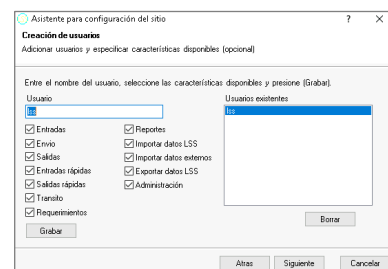 Asistente para configuración del sitio
Creación de usuarios
Adicionar usuarios y especificar características disponibles (opcional)
Entre el nombre del usuario, seleccione las características disponibles y presione (Grabar).
Usuario
lss
Usuarios existentes
lss
Entradas
Envio
Salidas
Entradas rápidas
Salidas rápidas
Transito
Requerimientos
Reportes
Importar datos LSS
Importar datos externos
Exportar datos LSS
Administración
Grabar
Borrar
Atras
Siguiente
Cancelar